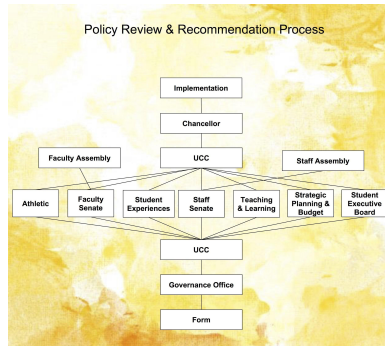 Policy Review & Recommendation Process
Implementation
Chancellor
Faculty Assembly
UCC
Staff Assembly
Athletic
Faculty
Senate
Student
Experiences
Staff
Senate
Teaching
& Learning
Strategic
Planning &
Budget
Student
Executive
Board
UCC
Governance Office
Form